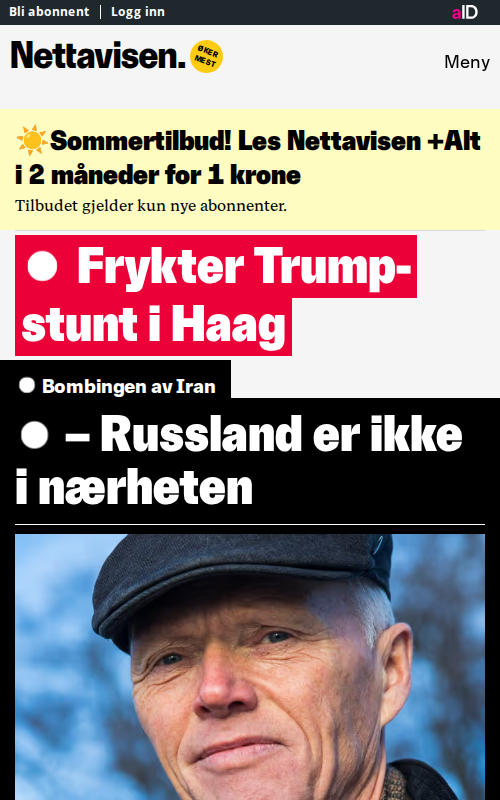 Bli abonnent | Logg inn
aID
Nettavisen.
ØKER
MEST
Meny
☀️Sommertilbud! Les Nettavisen +Alt
i 2 måneder for 1 krone
Tilbudet gjelder kun nye abonnenter.
Frykter Trump-
stunt i Haag
Bombingen av Iran
– Russland er ikke
i nærheten